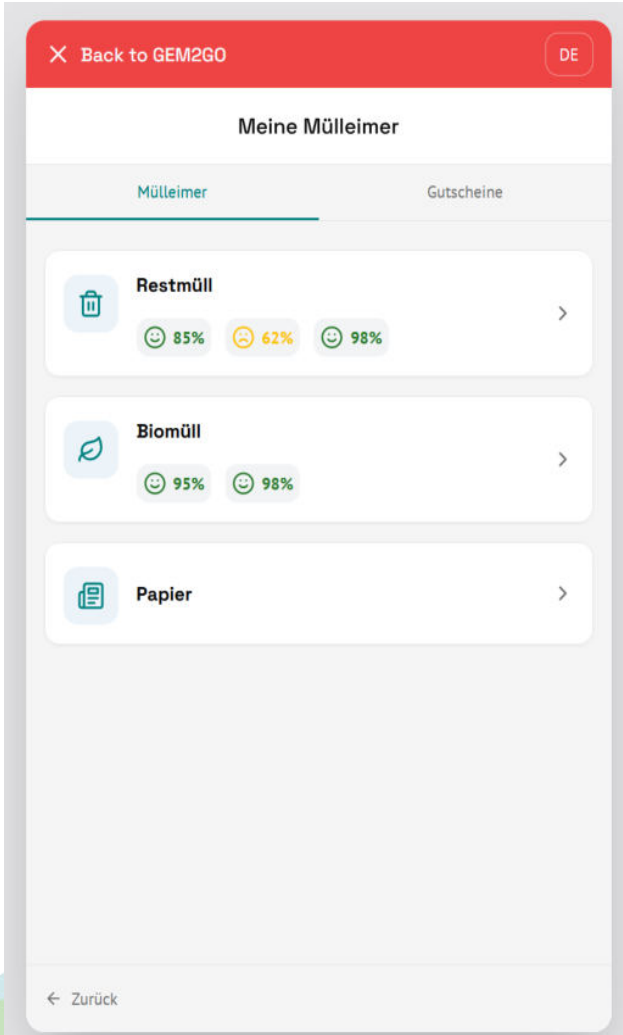 Back to GEM2GO DE
Meine Mülleimer
Mülleimer Gutscheine
Restmüll
85% 62% 98%
Biomüll
95% 98%
Papier
← Zurück